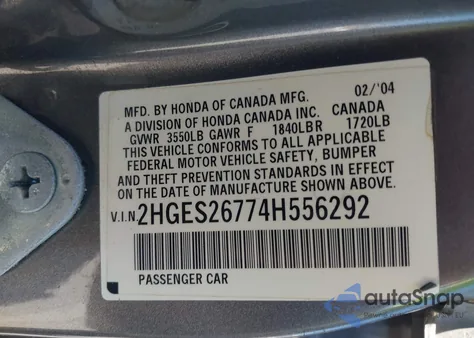 MFD. BY HONDA OF CANADA MFG. 02/'04
A DIVISION OF HONDA CANADA INC. CANADA
GVWR 3550LB GAWR F 1840LB R 1720LB
THIS VEHICLE CONFORMS TO ALL APPLICABLE
FEDERAL MOTOR VEHICLE SAFETY, BUMPER
AND THEFT PREVENTION STANDARDS IN EFFECT
ON THE DATE OF MANUFACTURE SHOWN ABOVE.
V.I.N. 2HGES26774H556292
PASSENGER CAR
autoSnap